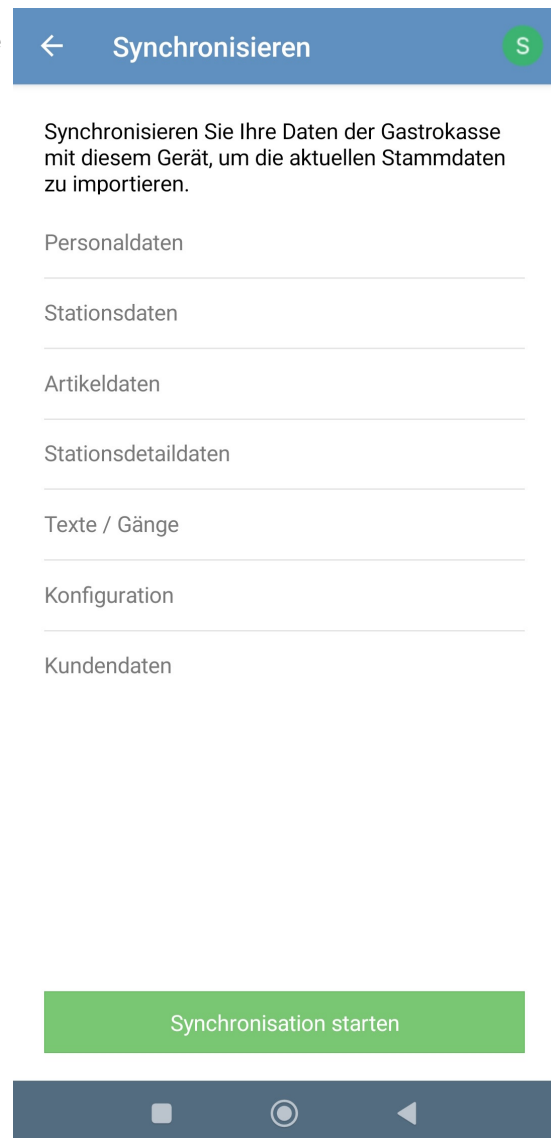 Synchronisieren
S
Synchronisieren Sie Ihre Daten der Gastrokasse
mit diesem Gerät, um die aktuellen Stammdaten
zu importieren.
Personaldaten
Stationsdaten
Artikeldaten
Stationsdetaildaten
Texte / Gänge
Konfiguration
Kundendaten
Synchronisation starten